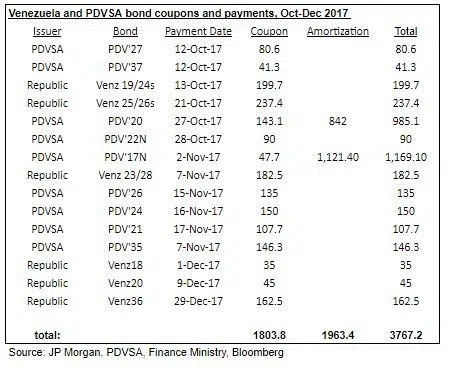 Venezuela and PDVSA bond coupons and payments, Oct-Dec 2017
Issuer Bond Payment Date Coupon Amortization Total
PDVSA PDV'27 12-Oct-17 80.6 80.6
PDVSA PDV'37 12-Oct-17 41.3 41.3
Republic Venz 19/24s 13-Oct-17 199.7 199.7
Republic Venz 25/26s 21-Oct-17 237.4 237.4
PDVSA PDV'20 27-Oct-17 143.1 842 985.1
PDVSA PDV'22N 28-Oct-17 90 90
PDVSA PDV'17N 2-Nov-17 47.7 1,121.40 1,169.10
Republic Venz 23/28 7-Nov-17 182.5 182.5
PDVSA PDV'26 15-Nov-17 135 135
PDVSA PDV'24 16-Nov-17 150 150
PDVSA PDV'21 17-Nov-17 107.7 107.7
PDVSA PDV'35 7-Nov-17 146.3 146.3
Republic Venz18 1-Dec-17 35 35
Republic Venz20 9-Dec-17 45 45
Republic Venz36 29-Dec-17 162.5 162.5
total: 1803.8 1963.4 3767.2
Source: JP Morgan, PDVSA, Finance Ministry, Bloomberg